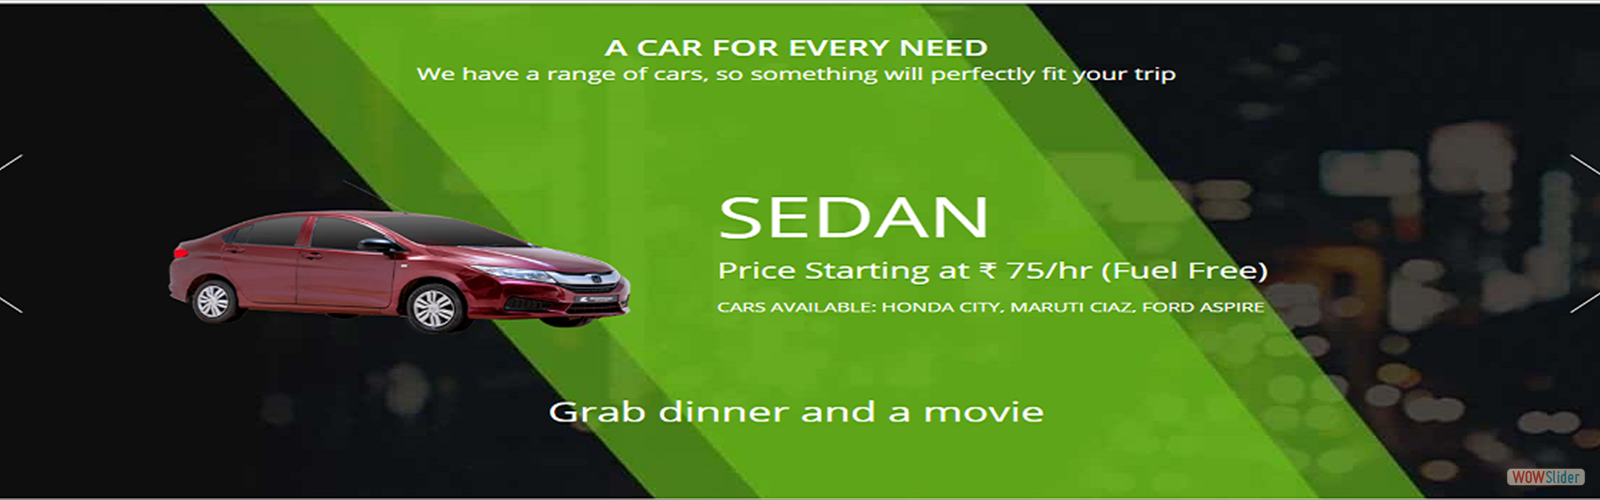 A CAR FOR EVERY NEED
We have a range of cars, so something will perfectly fit your trip
SEDAN
Price Starting at ₹ 75/hr (Fuel Free)
CARS AVAILABLE: HONDA CITY, MARUTI CIAZ, FORD ASPIRE
Grab dinner and a movie
WOWSlider